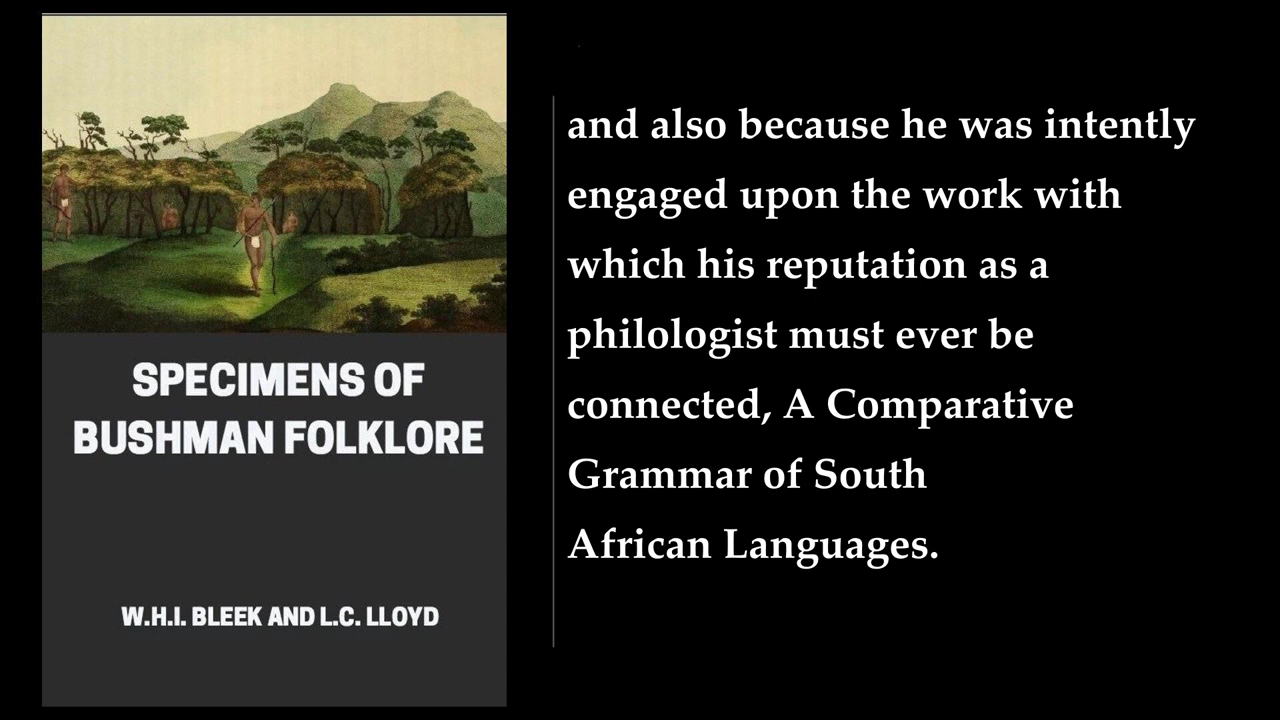 SPECIMENS OF
BUSHMAN FOLKLORE
W.H.I. BLEEK AND L.C. LLOYD
and also because he was intently
engaged upon the work with
which his reputation as a
philologist must ever be
connected, A Comparative
Grammar of South
African Languages.